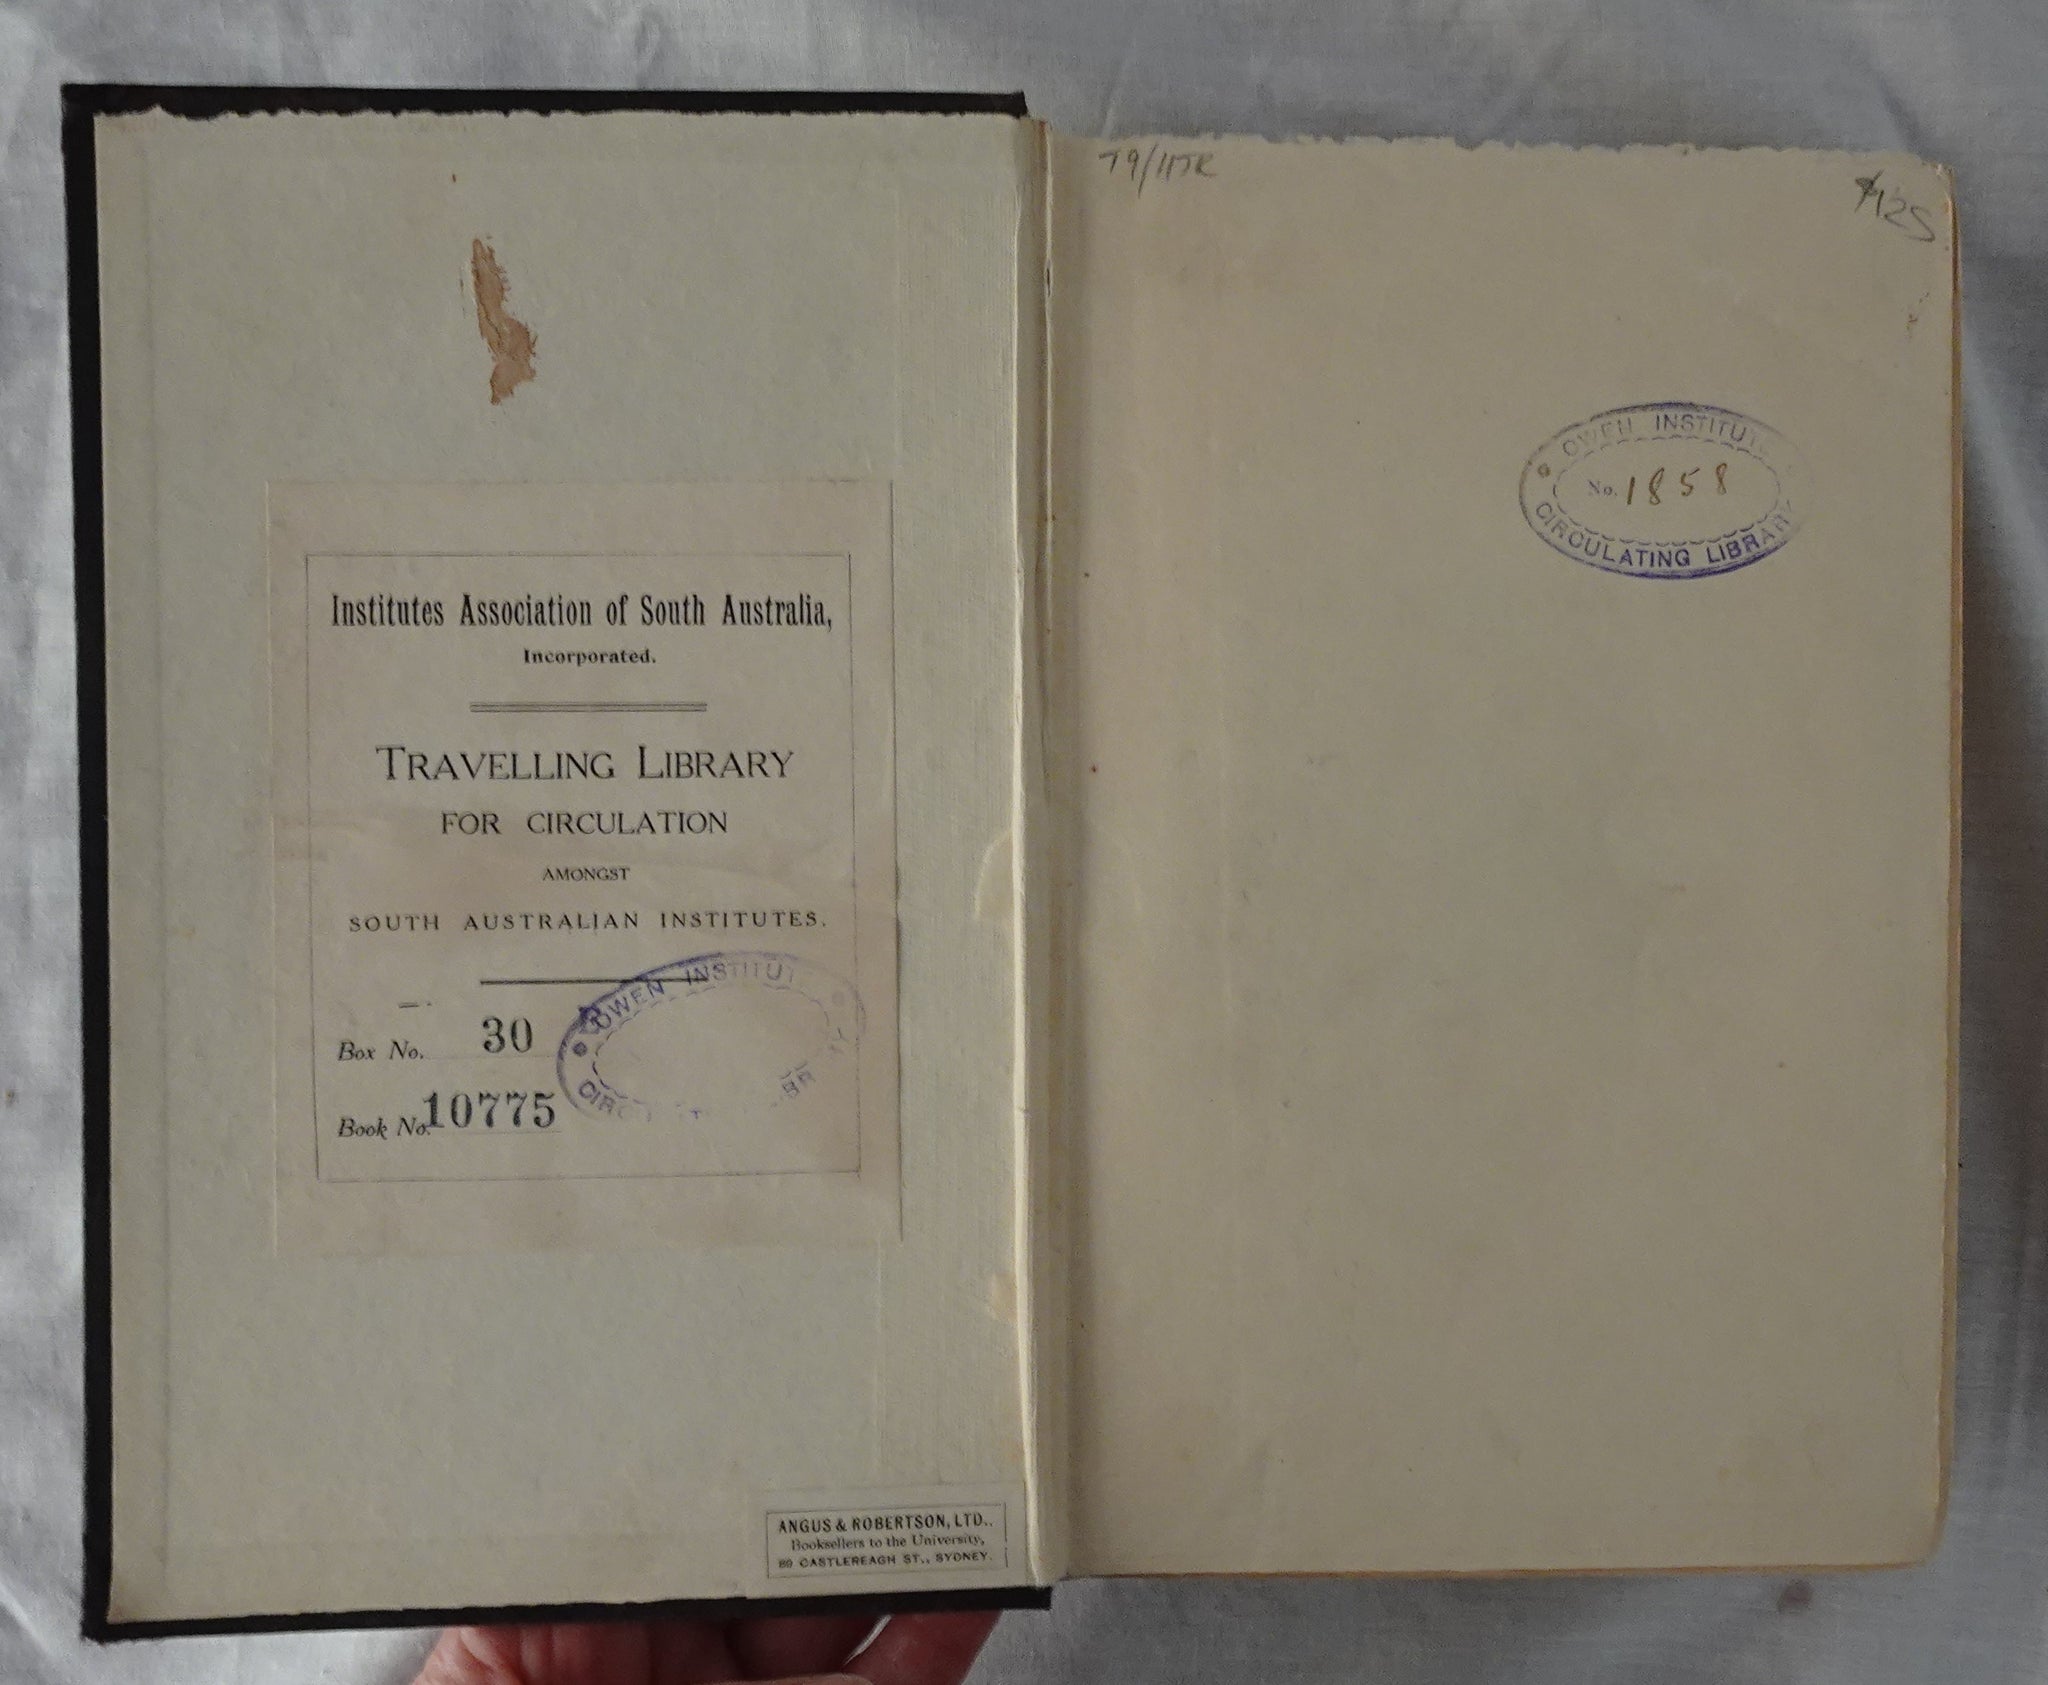 Institutes Association of South Australia,
Incorporated.
TRAVELLING LIBRARY
FOR CIRCULATION
AMONGST
SOUTH AUSTRALIAN INSTITUTES.
Box No. 30
Book No. 10775
OWEN INSTITU
ANGUS & ROBERTSON, LTD.,
Booksellers to the University,
89 CASTLEREAGH ST., SYDNEY.
$125
OWEN INSTITUTE
No. 1858
CIRCULATING LIBRARY